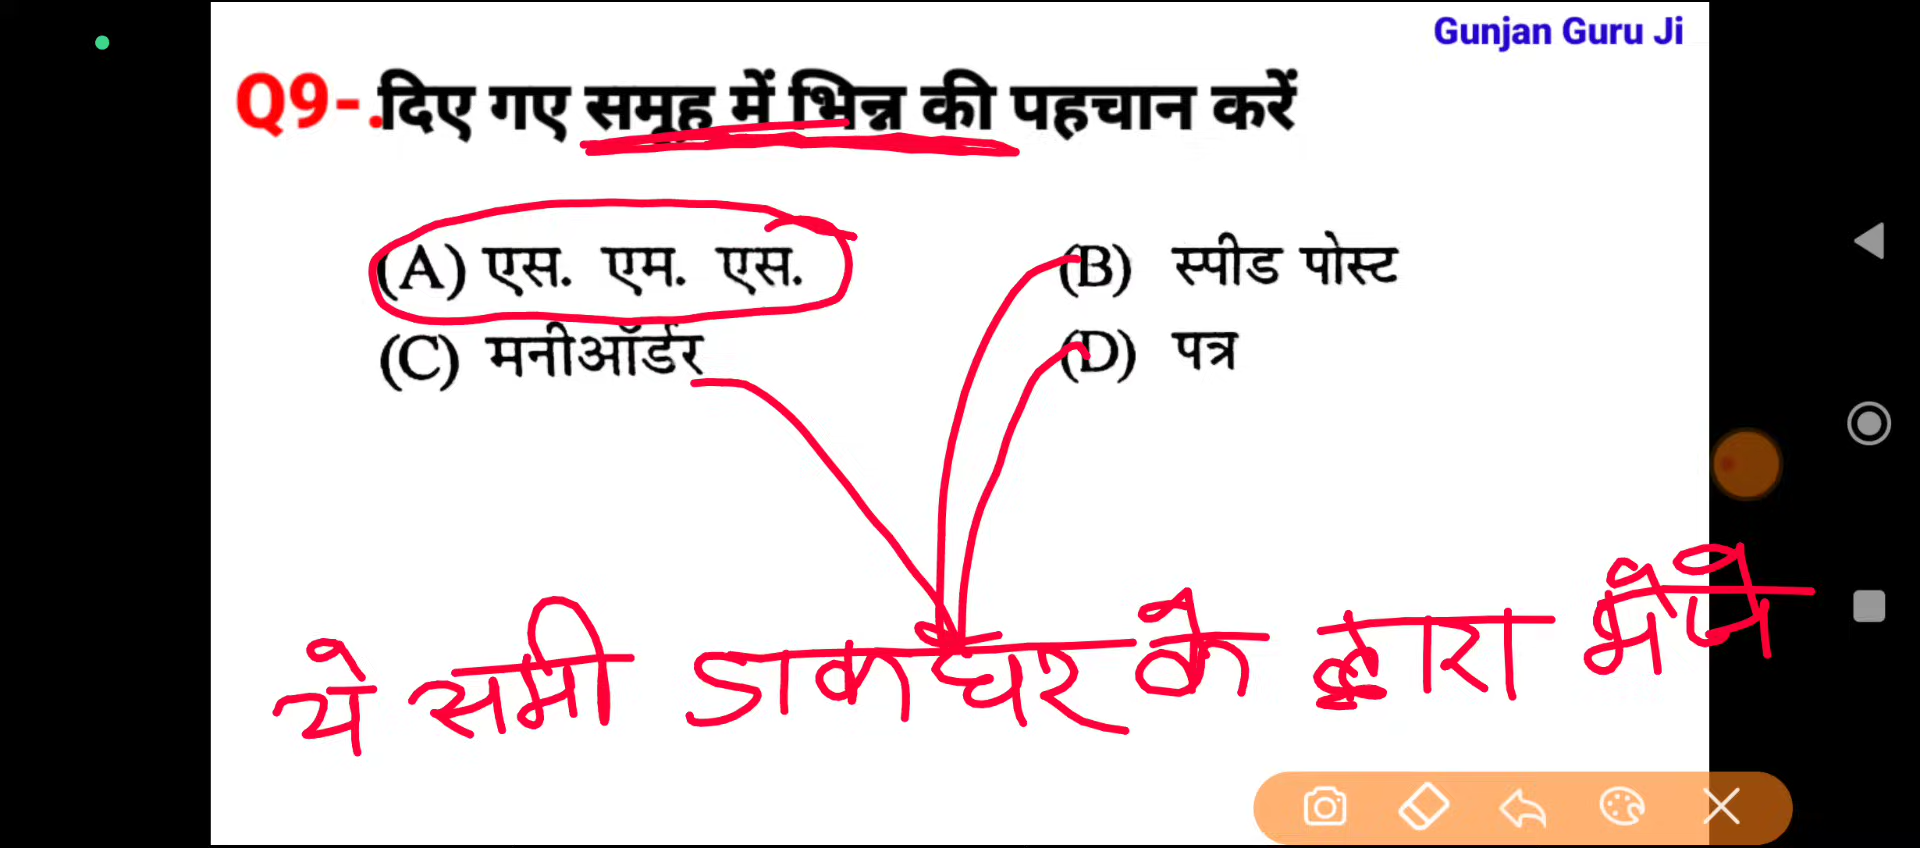 Gunjan Guru Ji
Q9-.दिए गए समूह में भिन्न की पहचान करें
(A) एस. एम. एस. (B) स्पीड पोस्ट
(C) मनीऑर्डर (D) पत्र
ये सभी डाकघर के द्वारा